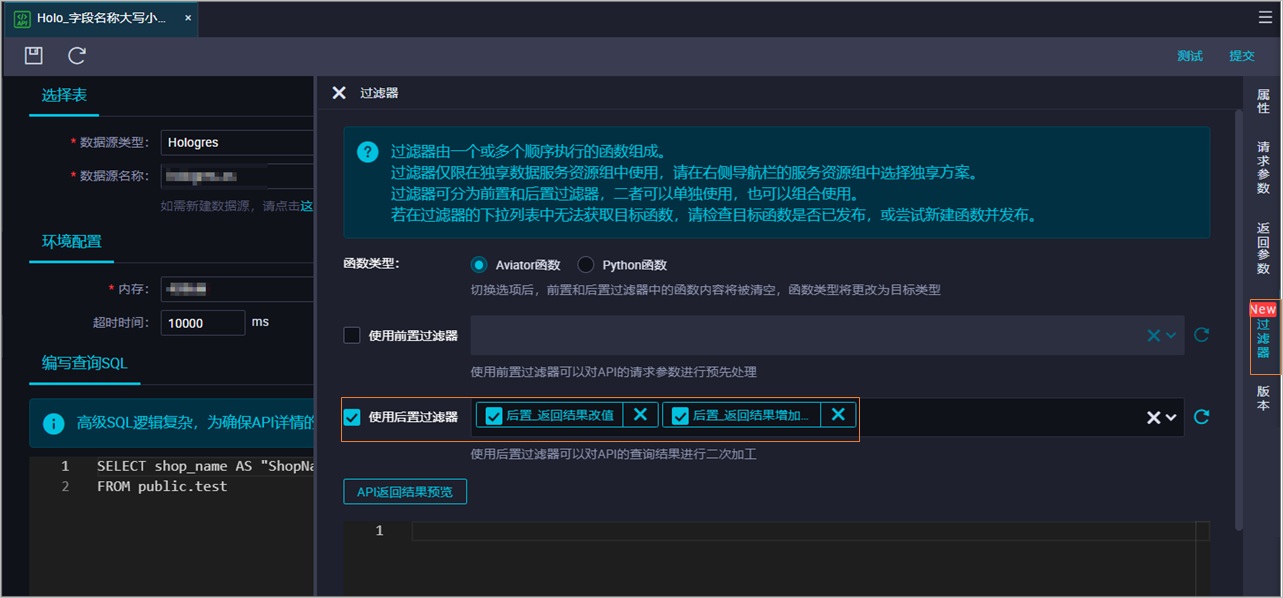 Holo_字段名称大写小...
测试
提交
选择表
* 数据源类型：
Hologres
* 数据源名称：
如需新建数据源，请点击这
环境配置
* 内存：
超时时间：
10000
ms
编写查询SQL
高级SQL逻辑复杂，为确保API详情的
1
SELECT shop_name AS "ShopNa
2
FROM public.test
过滤器
过滤器由一个或多个顺序执行的函数组成。
过滤器仅限在独享数据服务资源组中使用，请在右侧导航栏的服务资源组中选择独享方案。
过滤器可分为前置和后置过滤器，二者可以单独使用，也可以组合使用。
若在过滤器的下拉列表中无法获取目标函数，请检查目标函数是否已发布，或尝试新建函数并发布。
函数类型：
Aviator函数
Python函数
切换选项后，前置和后置过滤器中的函数内容将被清空，函数类型将更改为目标类型
使用前置过滤器
使用前置过滤器可以对API的请求参数进行预先处理
使用后置过滤器
后置_返回结果改值
后置_返回结果增加...
使用后置过滤器可以对API的查询结果进行二次加工
API返回结果预览
1
属性
请求参数
返回参数
New
过滤器
版本